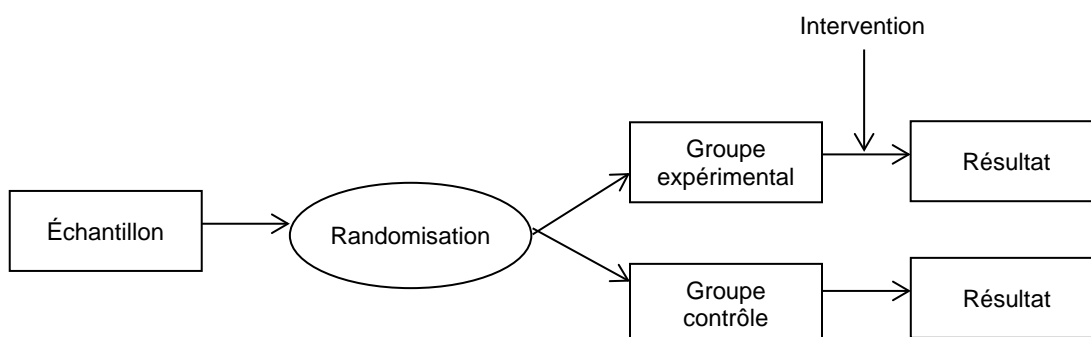 Intervention
Groupe
expérimental
Résultat
Échantillon
Randomisation
Groupe
contrôle
Résultat